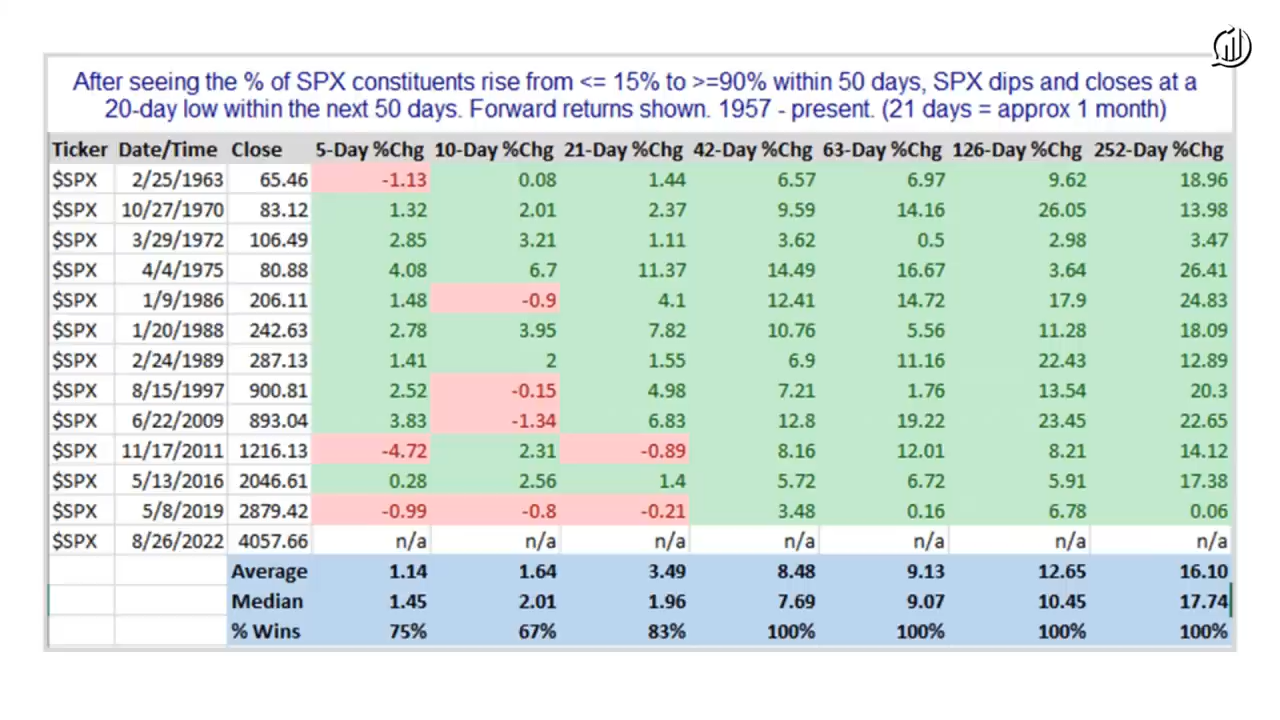 After seeing the % of SPX constituents rise from <= 15% to >=90% within 50 days, SPX dips and closes at a
20-day low within the next 50 days. Forward returns shown. 1957 - present. (21 days = approx 1 month)
Ticker Date/Time Close 5-Day %Chg 10-Day %Chg 21-Day %Chg 42-Day %Chg 63-Day %Chg 126-Day %Chg 252-Day %Chg
$SPX 2/25/1963 65.46 -1.13 0.08 1.44 6.57 6.97 9.62 18.96
$SPX 10/27/1970 83.12 1.32 2.01 2.37 9.59 14.16 26.05 13.98
$SPX 3/29/1972 106.49 2.85 3.21 1.11 3.62 0.5 2.98 3.47
$SPX 4/4/1975 80.88 4.08 6.7 11.37 14.49 16.67 3.64 26.41
$SPX 1/9/1986 206.11 1.48 -0.9 4.1 12.41 14.72 17.9 24.83
$SPX 1/20/1988 242.63 2.78 3.95 7.82 10.76 5.56 11.28 18.09
$SPX 2/24/1989 287.13 1.41 2 1.55 6.9 11.16 22.43 12.89
$SPX 8/15/1997 900.81 2.52 -0.15 4.98 7.21 1.76 13.54 20.3
$SPX 6/22/2009 893.04 3.83 -1.34 6.83 12.8 19.22 23.45 22.65
$SPX 11/17/2011 1216.13 -4.72 2.31 -0.89 8.16 12.01 8.21 14.12
$SPX 5/13/2016 2046.61 0.28 2.56 1.4 5.72 6.72 5.91 17.38
$SPX 5/8/2019 2879.42 -0.99 -0.8 -0.21 3.48 0.16 6.78 0.06
$SPX 8/26/2022 4057.66 n/a n/a n/a n/a n/a n/a n/a
Average 1.14 1.64 3.49 8.48 9.13 12.65 16.10
Median 1.45 2.01 1.96 7.69 9.07 10.45 17.74
% Wins 75% 67% 83% 100% 100% 100% 100%